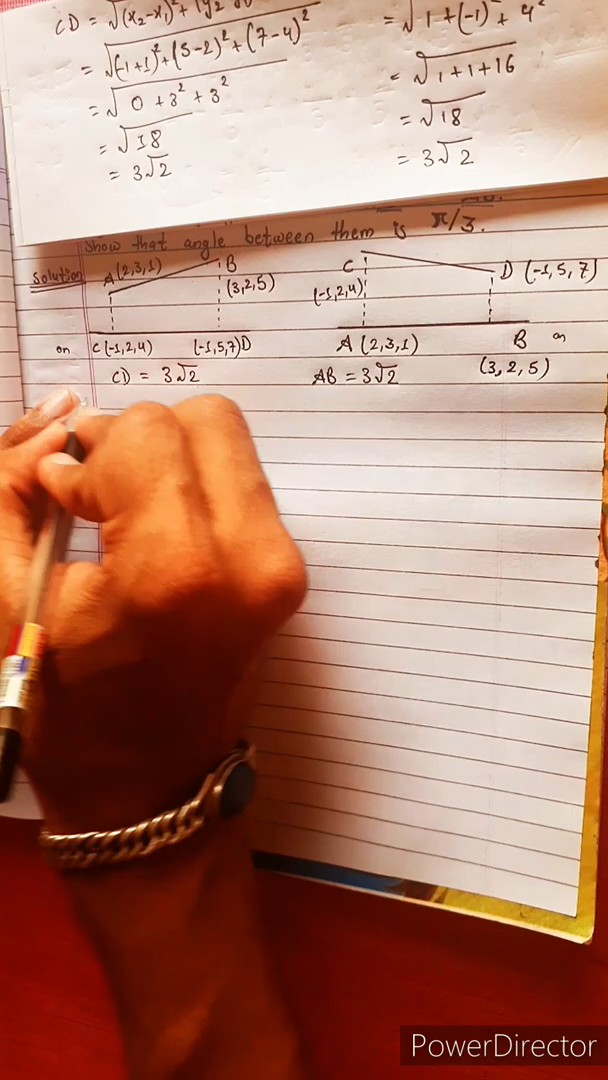 CD = √(x₂-x₁)² +
= √(-1+1)² + (5-2)² + (7-4)²
= √0 + 3² + 3²
= √18
= 3√2
= √1 + (-1)² + 4²
= √1+1+16
= √18
= 3√2
Show that angle between them is π/3.
Solution A(2,3,1) B C D (-1,5,7)
(3,2,5) (-1,2,4)
on C(-1,2,4) (-1,5,7)D A (2,3,1) B on
CD = 3√2 AB = 3√2 (3,2,5)
PowerDirector